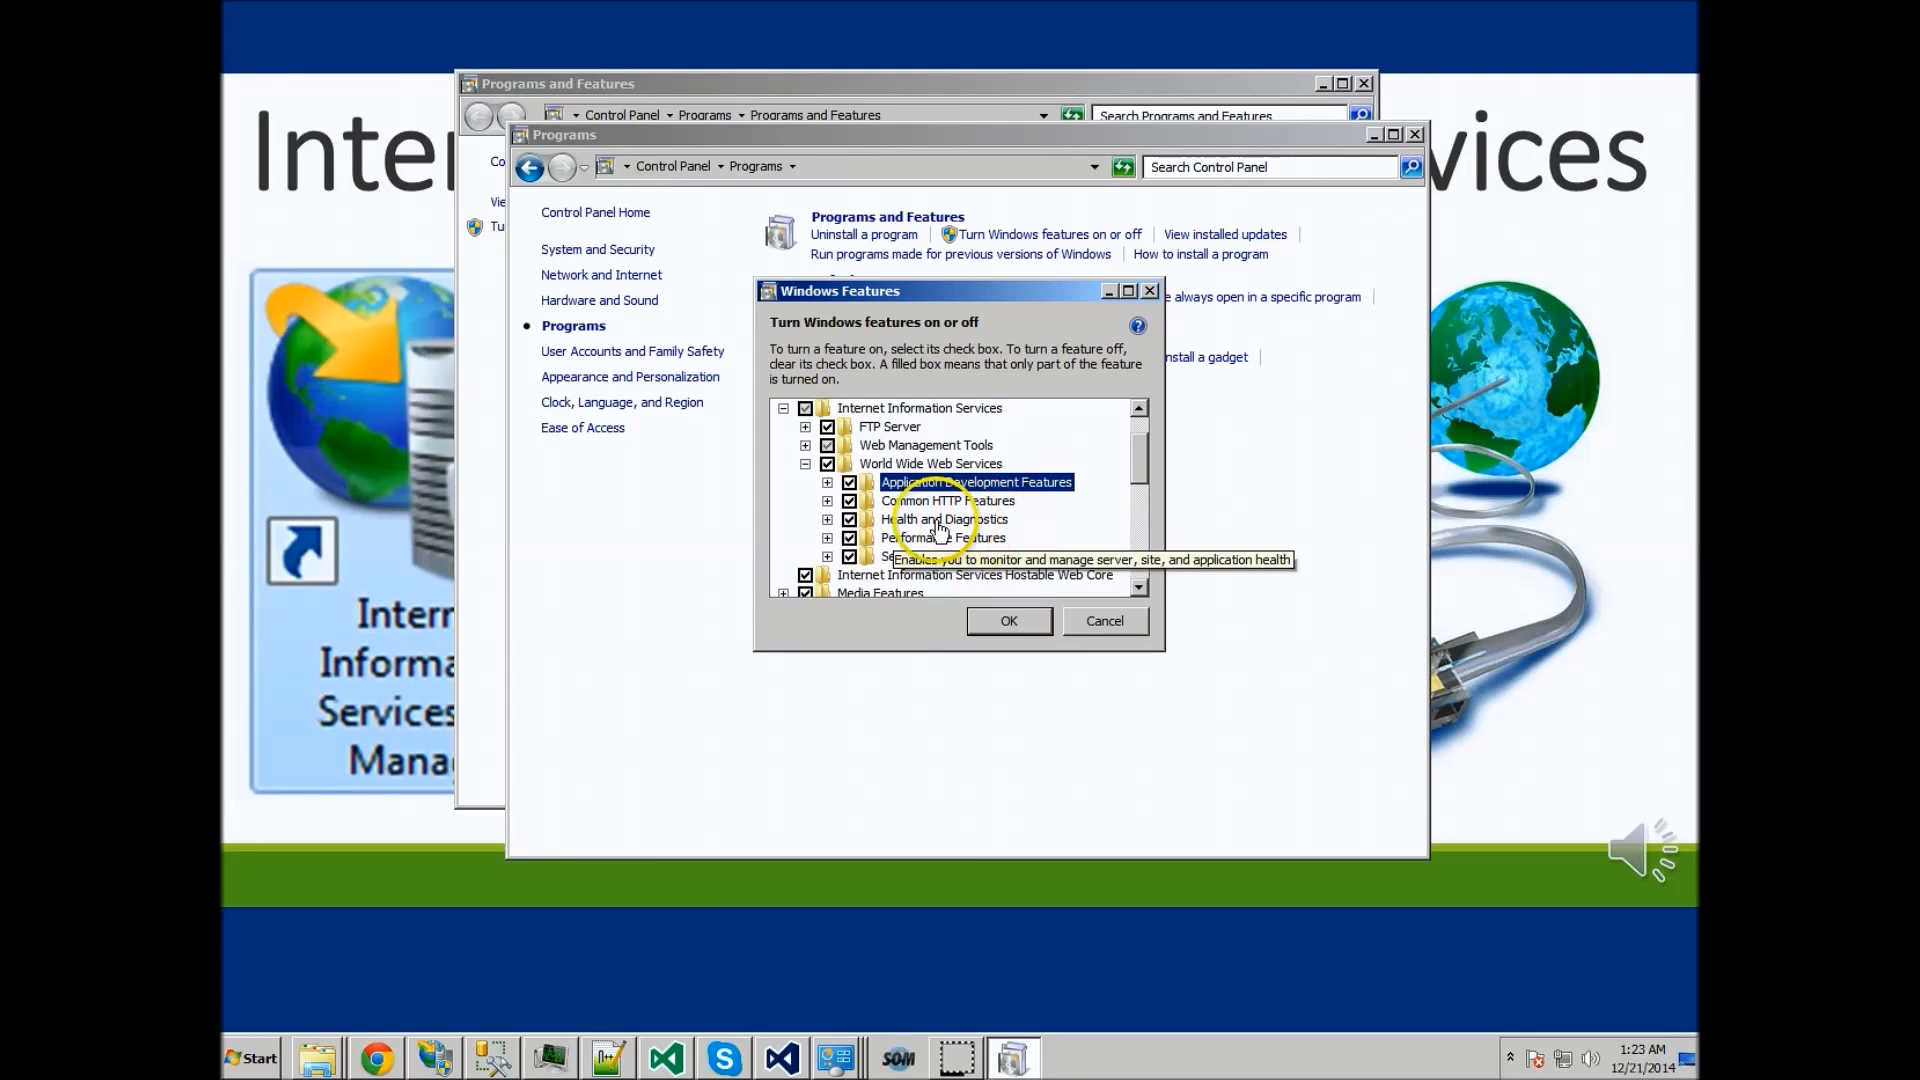 Inte
vices
Programs and Features
Control Panel Programs Programs and Features
Search Programs and Features
Programs
Control Panel Programs
Search Control Panel
Co
Vie
Tu
Control Panel Home
System and Security
Network and Internet
Hardware and Sound
Programs
User Accounts and Family Safety
Appearance and Personalization
Clock, Language, and Region
Ease of Access
Programs and Features
Uninstall a program
Turn Windows features on or off
View installed updates
Run programs made for previous versions of Windows
How to install a program
e always open in a specific program
nstall a gadget
Windows Features
Turn Windows features on or off
To turn a feature on, select its check box. To turn a feature off,
clear its check box. A filled box means that only part of the feature
is turned on.
Internet Information Services
FTP Server
Web Management Tools
World Wide Web Services
Application Development Features
Common HTTP Features
Health and Diagnostics
Performance Features
Se
Enables you to monitor and manage server, site, and application health
Internet Information Services Hostable Web Core
Media Features
OK
Cancel
Intern
Informa
Services
Mana
Start
n++
SOM
1:23 AM
12/21/2014